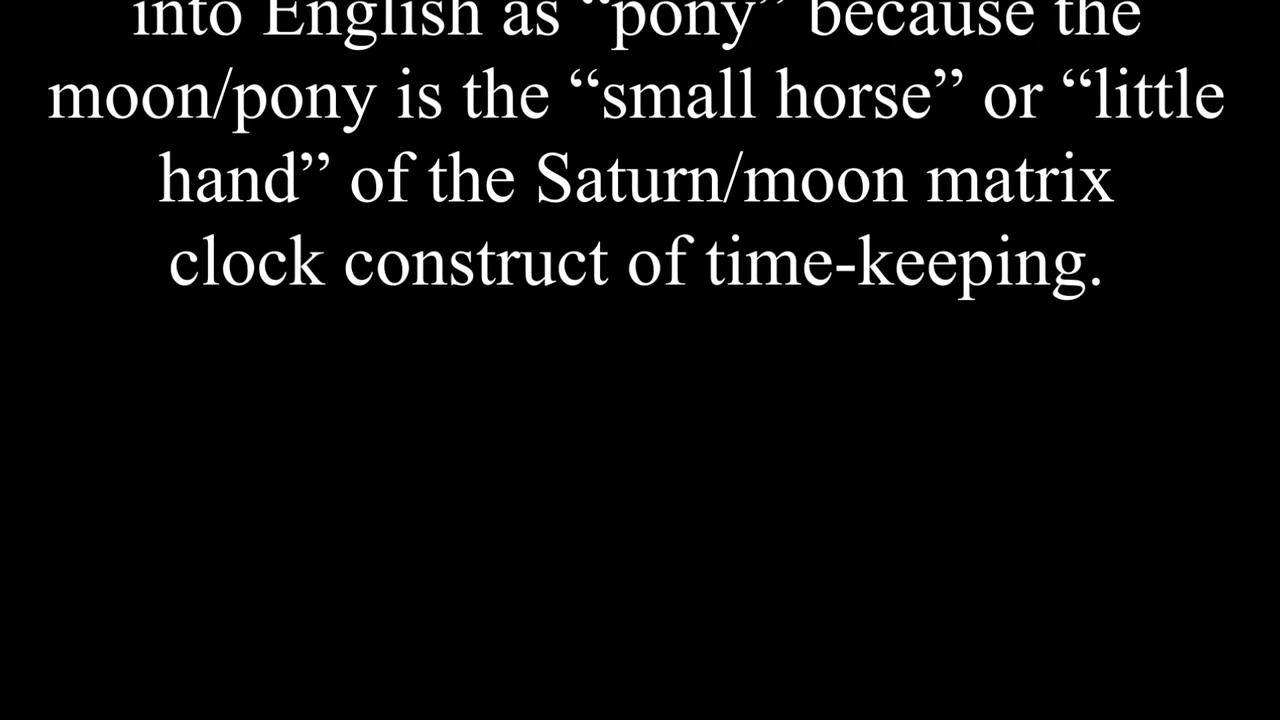 into English as “pony” because the
moon/pony is the “small horse” or “little
hand” of the Saturn/moon matrix
clock construct of time-keeping.